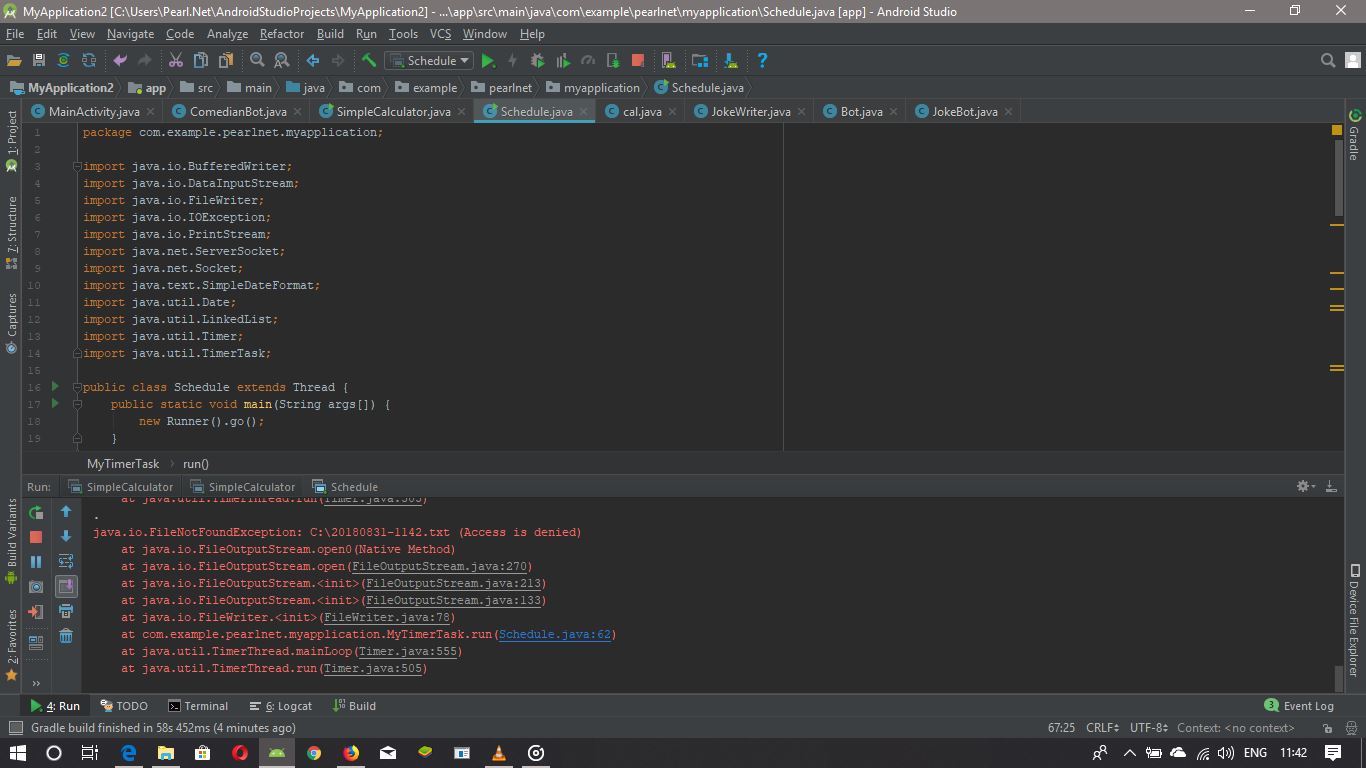 MyApplication2 [C:\Users\Pearl.Net\AndroidStudioProjects\MyApplication2] - ...\app\src\main\java\com\example\pearlnet\myapplication\Schedule.java [app] - Android Studio
File Edit View Navigate Code Analyze Refactor Build Run Tools VCS Window Help
Schedule
MyApplication2 app src main java com example pearlnet myapplication Schedule.java
MainActivity.java ComedianBot.java SimpleCalculator.java Schedule.java cal.java JokeWriter.java Bot.java JokeBot.java
1: Project
7: Structure
Captures
Build Variants
2: Favorites
1 package com.example.pearlnet.myapplication;
2
3 import java.io.BufferedWriter;
4 import java.io.DataInputStream;
5 import java.io.FileWriter;
6 import java.io.IOException;
7 import java.io.PrintStream;
8 import java.net.ServerSocket;
9 import java.net.Socket;
10 import java.text.SimpleDateFormat;
11 import java.util.Date;
12 import java.util.LinkedList;
13 import java.util.Timer;
14 import java.util.TimerTask;
15
16 public class Schedule extends Thread {
17 public static void main(String args[]) {
18 new Runner().go();
19 }
Gradle
Device File Explorer
MyTimerTask run()
Run: SimpleCalculator SimpleCalculator Schedule
at java.util.TimerThread.run(Timer.java:505)
.
java.io.FileNotFoundException: C:\20180831-1142.txt (Access is denied)
at java.io.FileOutputStream.open0(Native Method)
at java.io.FileOutputStream.open(FileOutputStream.java:270)
at java.io.FileOutputStream.<init>(FileOutputStream.java:213)
at java.io.FileOutputStream.<init>(FileOutputStream.java:133)
at java.io.FileWriter.<init>(FileWriter.java:78)
at com.example.pearlnet.myapplication.MyTimerTask.run(Schedule.java:62)
at java.util.TimerThread.mainLoop(Timer.java:555)
at java.util.TimerThread.run(Timer.java:505)
4: Run TODO Terminal 6: Logcat Build 3 Event Log
Gradle build finished in 58s 452ms (4 minutes ago) 67:25 CRLF UTF-8 Context: <no context>
ENG 11:42